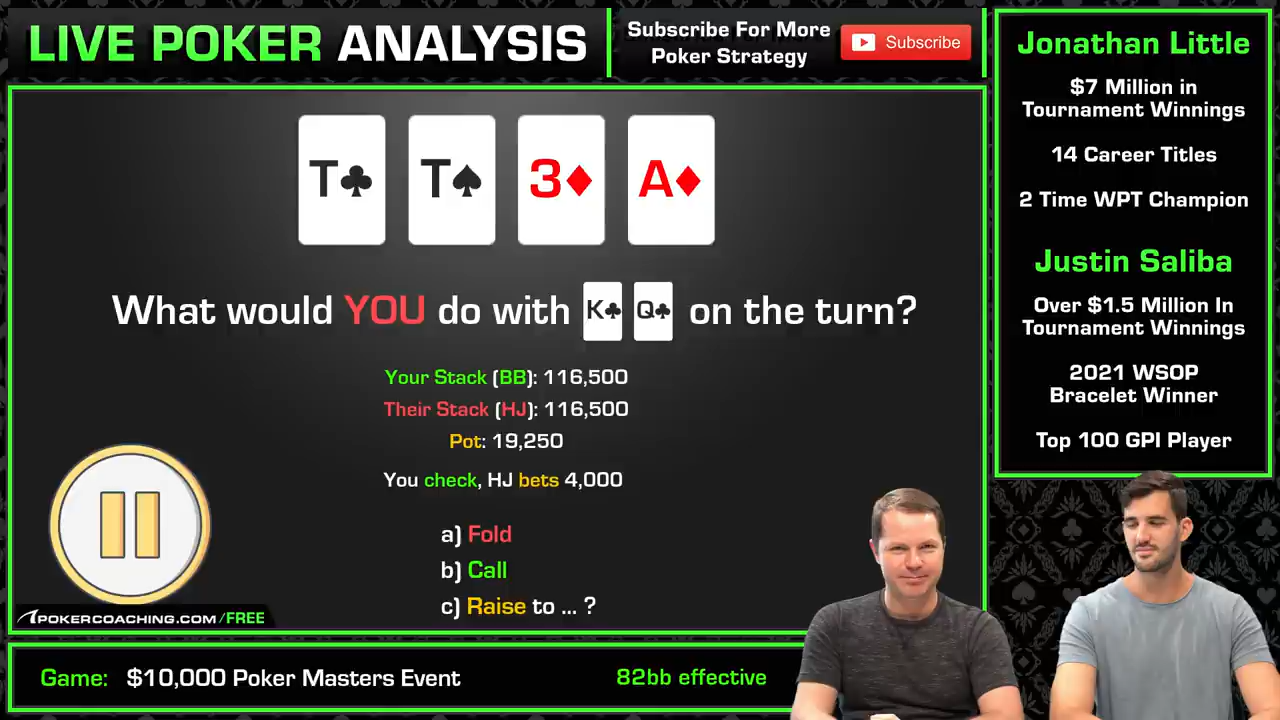 LIVE POKER ANALYSIS
Subscribe For More
Poker Strategy
Subscribe
T♣ T♠ 3♦ A♦
What would YOU do with K♣ Q♣ on the turn?
Your Stack (BB): 116,500
Their Stack (HJ): 116,500
Pot: 19,250
You check, HJ bets 4,000
a) Fold
b) Call
c) Raise to ... ?
POKERCOACHING.COM/FREE
Game: $10,000 Poker Masters Event
82bb effective
Jonathan Little
$7 Million in
Tournament Winnings
14 Career Titles
2 Time WPT Champion
Justin Saliba
Over $1.5 Million In
Tournament Winnings
2021 WSOP
Bracelet Winner
Top 100 GPI Player